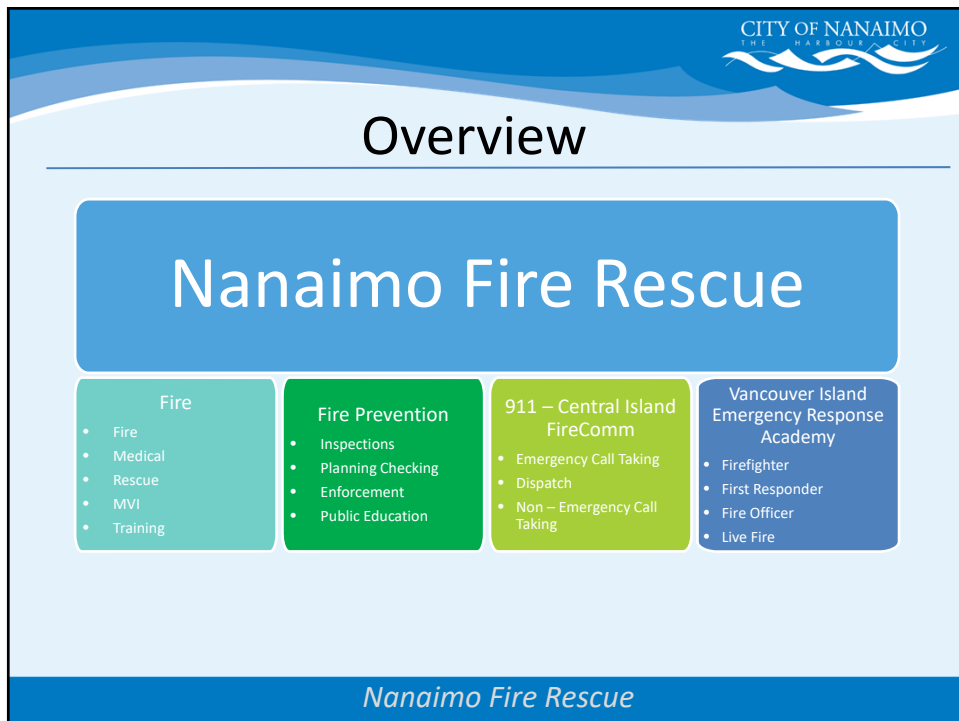 CITY OF NANAIMO
THE HARBOUR CITY
Overview
Nanaimo Fire Rescue
Fire
• Fire
• Medical
• Rescue
• MVI
• Training
Fire Prevention
• Inspections
• Planning Checking
• Enforcement
• Public Education
911 – Central Island
FireComm
• Emergency Call Taking
• Dispatch
• Non – Emergency Call
Taking
Vancouver Island
Emergency Response
Academy
• Firefighter
• First Responder
• Fire Officer
• Live Fire
Nanaimo Fire Rescue